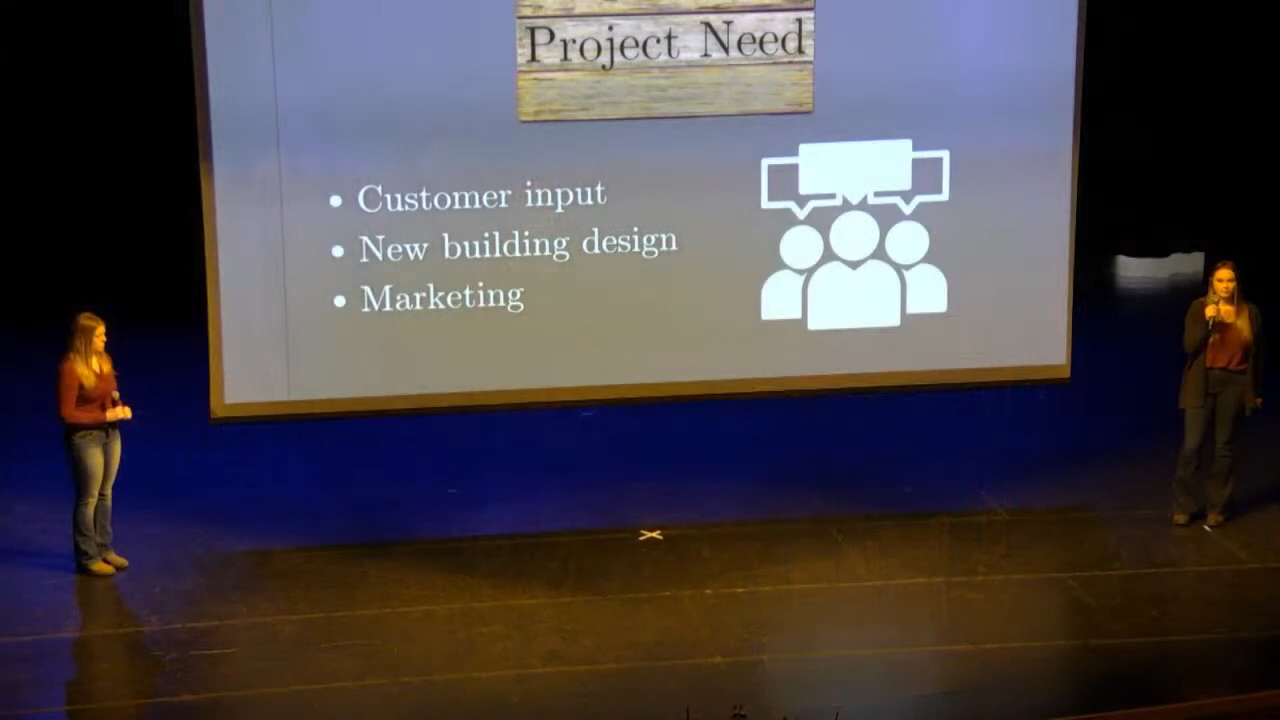 Project Need
• Customer input
• New building design
• Marketing